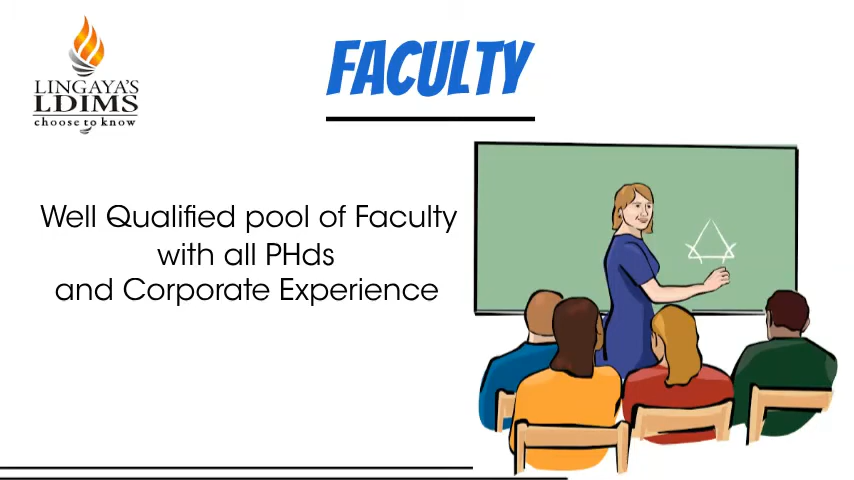 LINGAYA'S
LDIMS
choose to know
FACULTY
Well Qualified pool of Faculty
with all PHds
and Corporate Experience